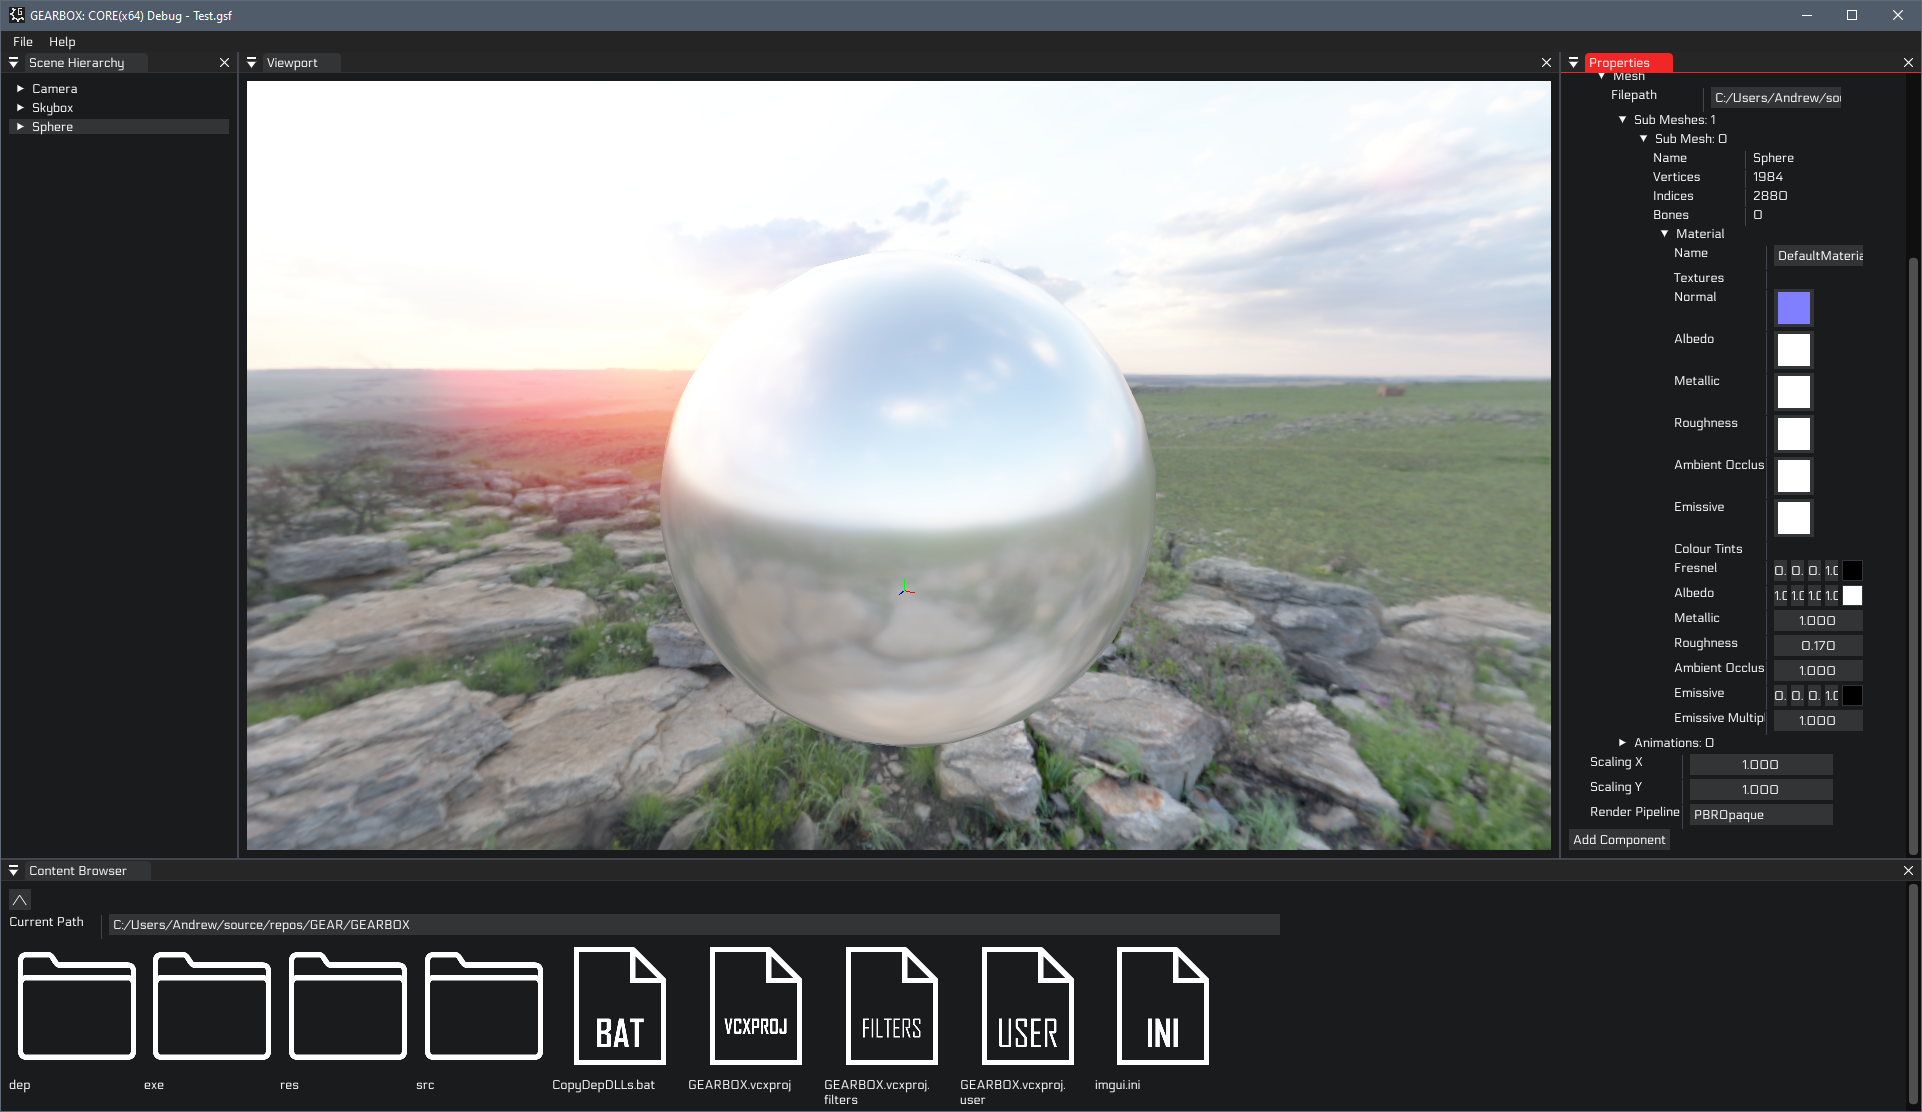 GEARBOX: CORE(x64) Debug - Test.gsf
File Help
Scene Hierarchy
Camera
Skybox
Sphere
Viewport
Properties
Mesh
Filepath C:/Users/Andrew/sou
Sub Meshes: 1
Sub Mesh: 0
Name Sphere
Vertices 1984
Indices 2880
Bones 0
Material
Name DefaultMateria
Textures
Normal
Albedo
Metallic
Roughness
Ambient Occlus
Emissive
Colour Tints
Fresnel 0. 0. 0. 1.0
Albedo 1.0 1.0 1.0 1.0
Metallic 1.000
Roughness 0.170
Ambient Occlus 1.000
Emissive 0. 0. 0. 1.0
Emissive Multipl 1.000
Animations: 0
Scaling X 1.000
Scaling Y 1.000
Render Pipeline PBROpaque
Add Component
Content Browser
Current Path C:/Users/Andrew/source/repos/GEAR/GEARBOX
BAT VCXPROJ FILTERS USER INI
dep exe res src CopyDepDLLs.bat GEARBOX.vcxproj GEARBOX.vcxproj. GEARBOX.vcxproj. imgui.ini
filters user